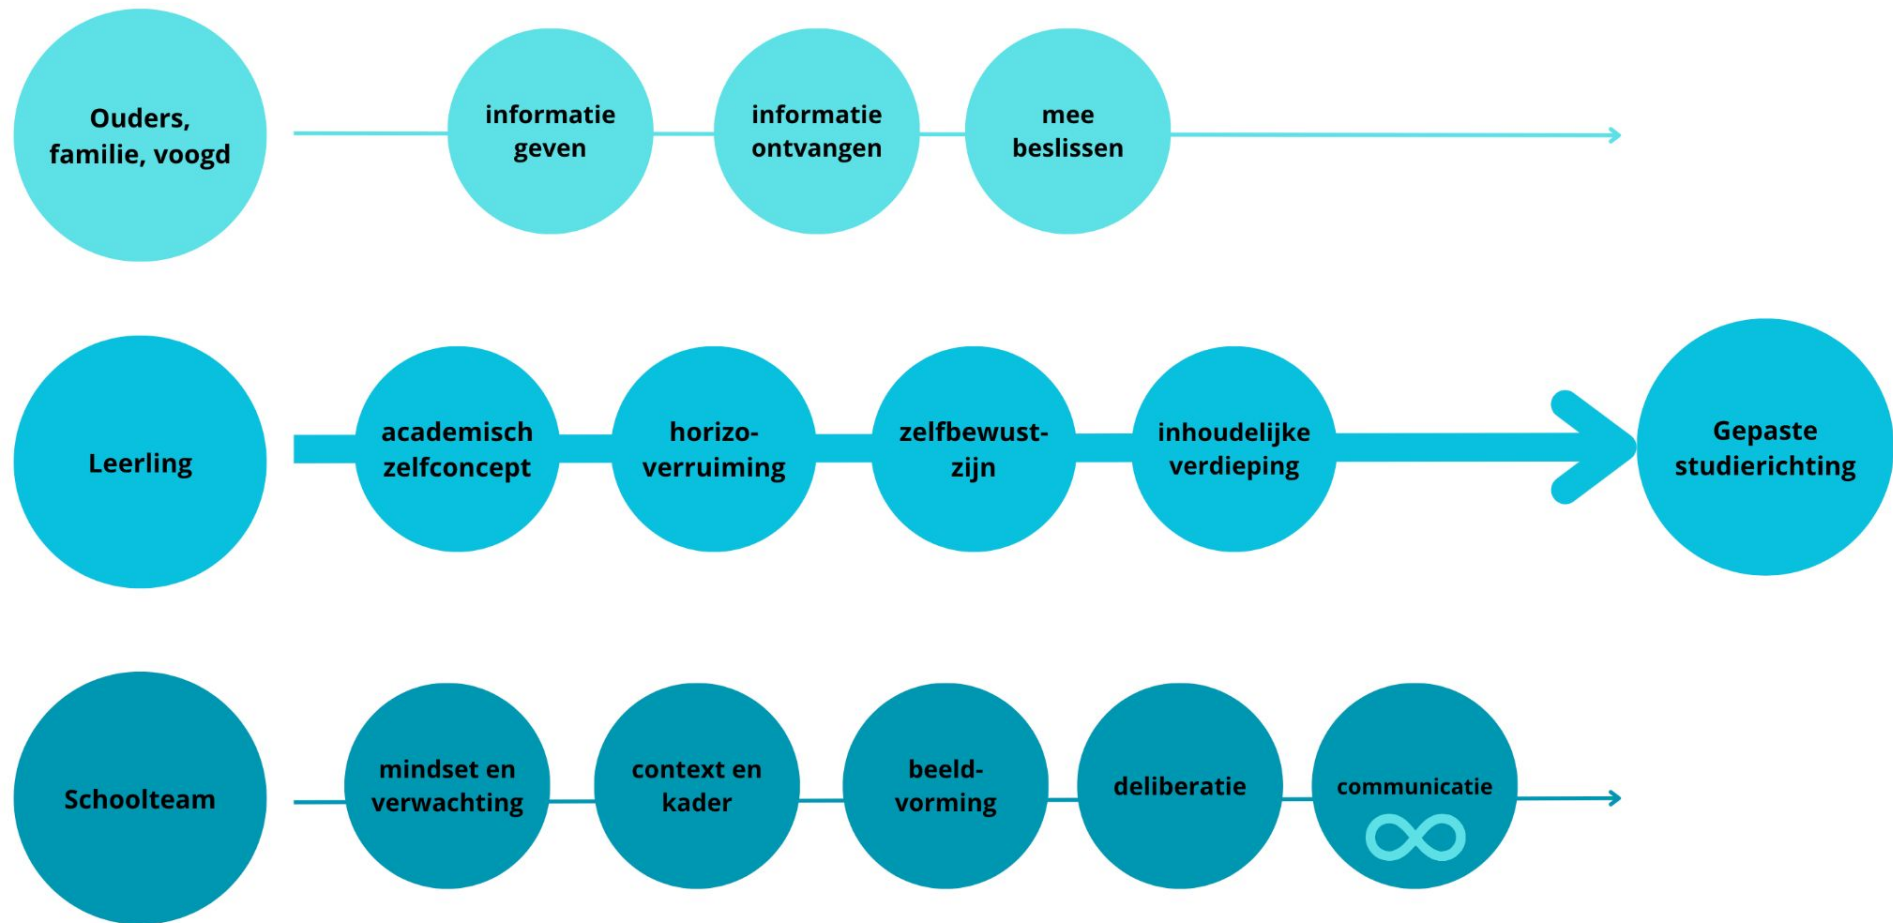 Ouders,
familie, voogd
informatie
geven
informatie
ontvangen
mee
beslissen
Leerling
academisch
zelfconcept
horizo-
verruiming
zelfbewust-
zijn
inhoudelijke
verdieping
Gepaste
studierichting
Schoolteam
mindset en
verwachting
context en
kader
beeld-
vorming
deliberatie
communicatie